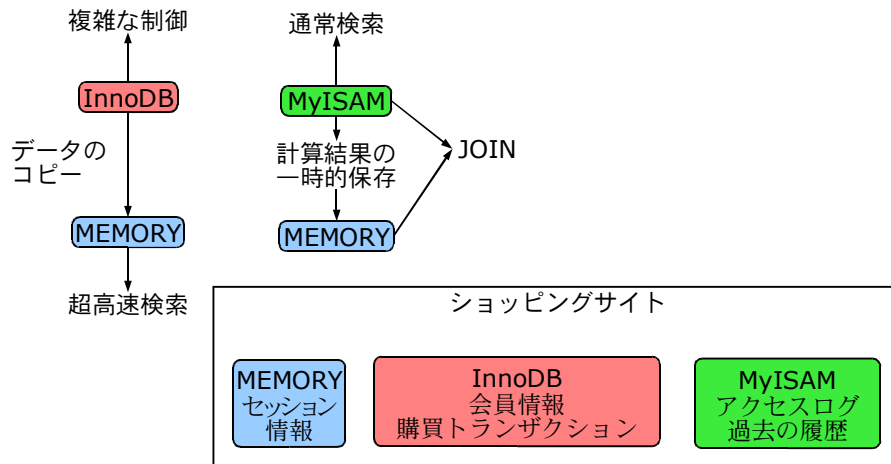 複雑な制御
InnoDB
データの
コピー
MEMORY
超高速検索
通常検索
MyISAM
計算結果の
一時的保存
MEMORY
JOIN
ショッピングサイト
MEMORY
セッション
情報
InnoDB
会員情報
購買トランザクション
MyISAM
アクセスログ
過去の履歴